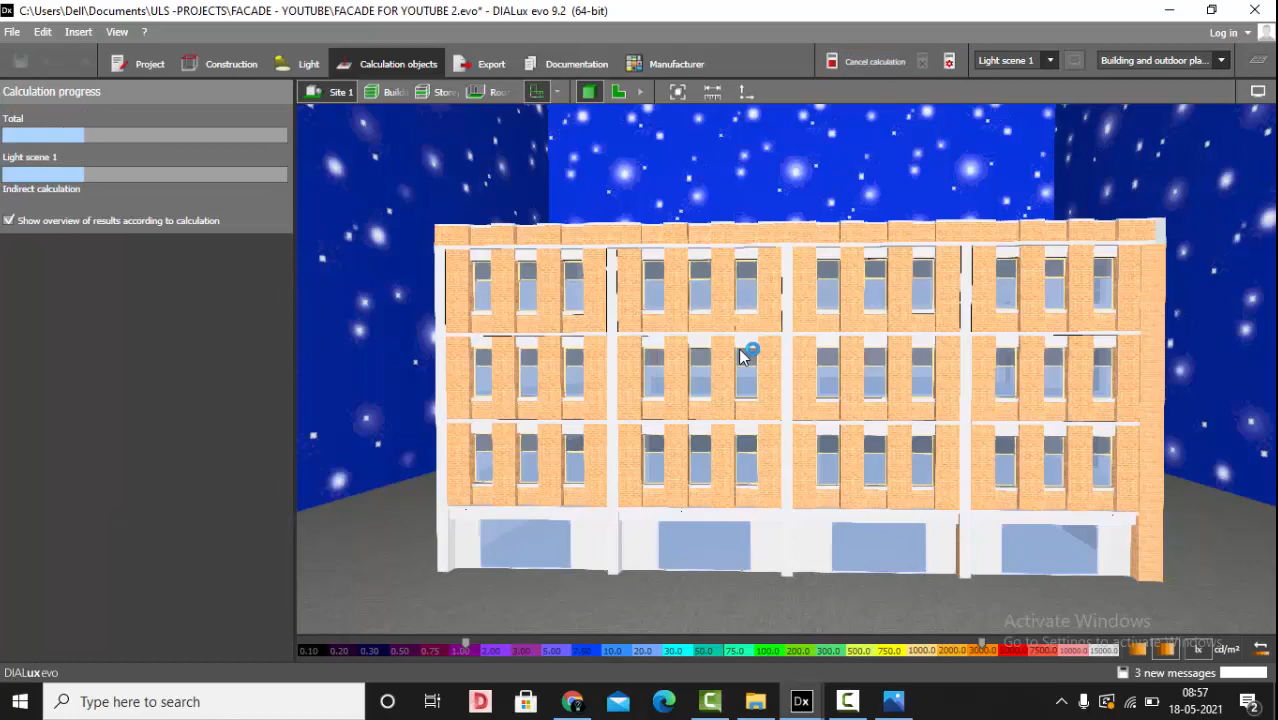 C:\Users\Dell\Documents\ULS -PROJECTS\FACADE - YOUTUBE\FACADE FOR YOUTUBE 2.evo* - DIALux evo 9.2 (64-bit)
File Edit Insert View ?
Log in
Project Construction Light Calculation objects Export Documentation Manufacturer
Cancel calculation
Light scene 1
Building and outdoor pla...
Calculation progress
Site 1
Total
Light scene 1
Indirect calculation
Show overview of results according to calculation
Activate Windows
Go to Settings to activate Windows.
0.10 0.20 0.30 0.50 0.75 1.00 2.00 3.00 5.00 7.00 10.0 20.0 30.0 50.0 75.0 100.0 200.0 300.0 500.0 750.0 1000.0 2000.0 3000.0 5000.0 7500.0 10000.0 15000.0 lx cd/m²
DIALux evo
3 new messages
Type here to search
08:57
18-05-2021
2